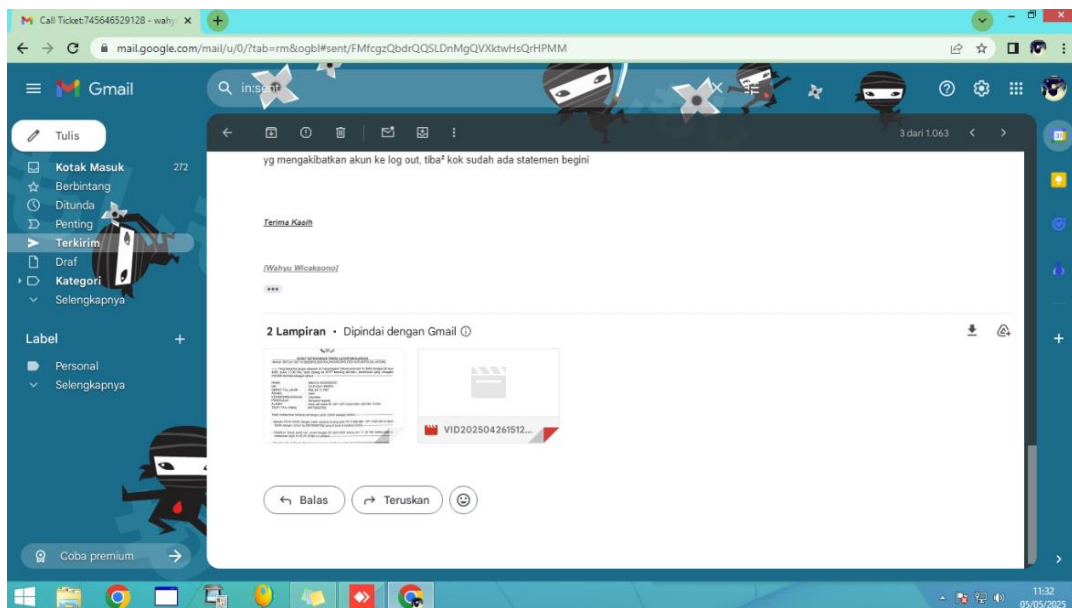 Call Ticket:745646529128 - wahy
mail.google.com/mail/u/0/?tab=rm&ogbl#sent/FMfcgzQbdrQQSLDnMgQVXktwHsQrHPMM
Gmail
in:sent
Tulis
3 dari 1.063
Kotak Masuk 272
Berbintang
Ditunda
Penting
Terkirim
Draf
Kategori
Selengkapnya
Label
Personal
Selengkapnya
Coba premium
yg mengakibatkan akun ke log out, tiba² kok sudah ada statemen begini
Terima Kasih
[Wahyu Wicaksono]
2 Lampiran • Dipindai dengan Gmail
VID202504261512...
Balas
Teruskan
11:32
05/05/2025